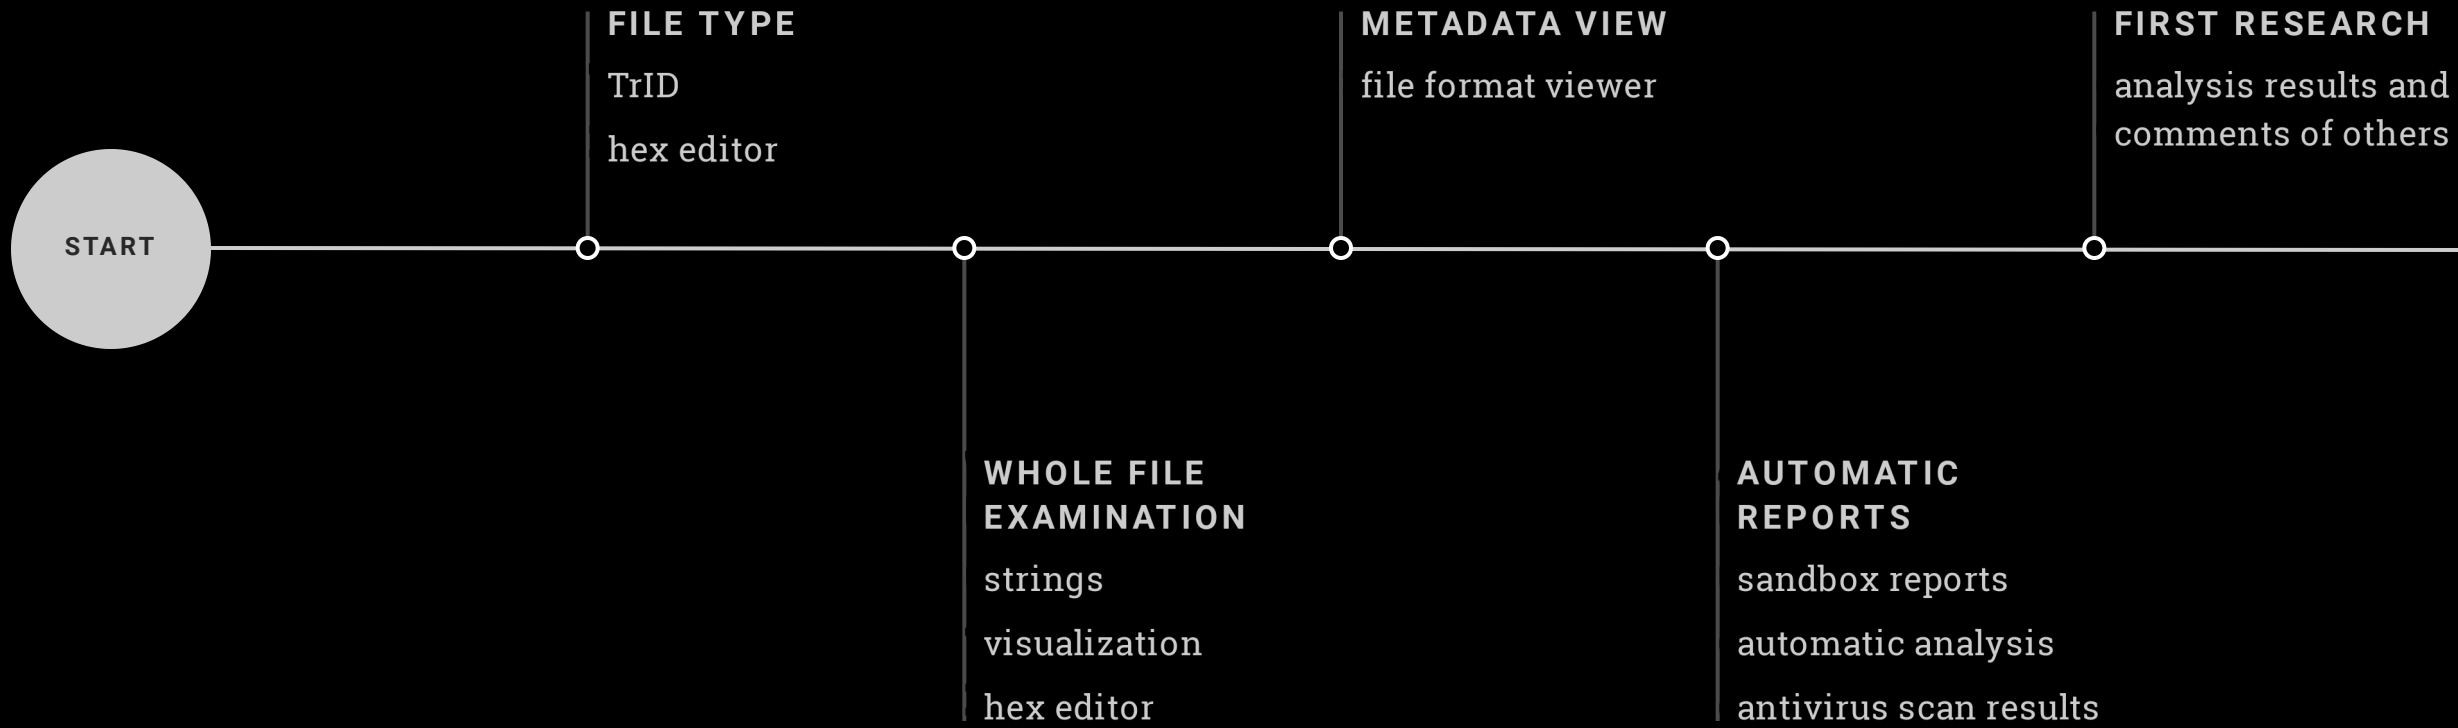 START
FILE TYPE
TrID
hex editor
WHOLE FILE
EXAMINATION
strings
visualization
hex editor
METADATA VIEW
file format viewer
AUTOMATIC
REPORTS
sandbox reports
automatic analysis
antivirus scan results
FIRST RESEARCH
analysis results and
comments of others